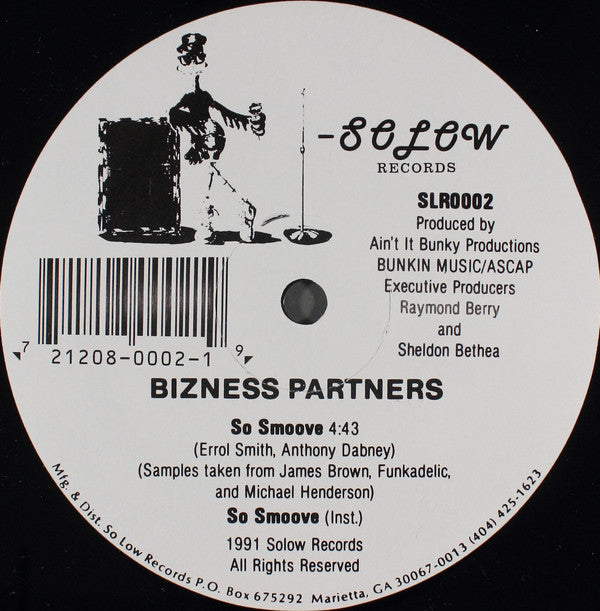 -SOLOW
RECORDS
SLR0002
Produced by
Ain't It Bunky Productions
BUNKIN MUSIC/ASCAP
Executive Producers
Raymond Berry
and
Sheldon Bethea
7 21208-0002-1 9
BIZNESS PARTNERS
So Smoove 4:43
(Errol Smith, Anthony Dabney)
(Samples taken from James Brown, Funkadelic,
and Michael Henderson)
So Smoove (Inst.)
1991 Solow Records
All Rights Reserved
Mfg. & Dist. So Low Records P.O. Box 675292 Marietta, GA 30067-0013 (404) 425-1623